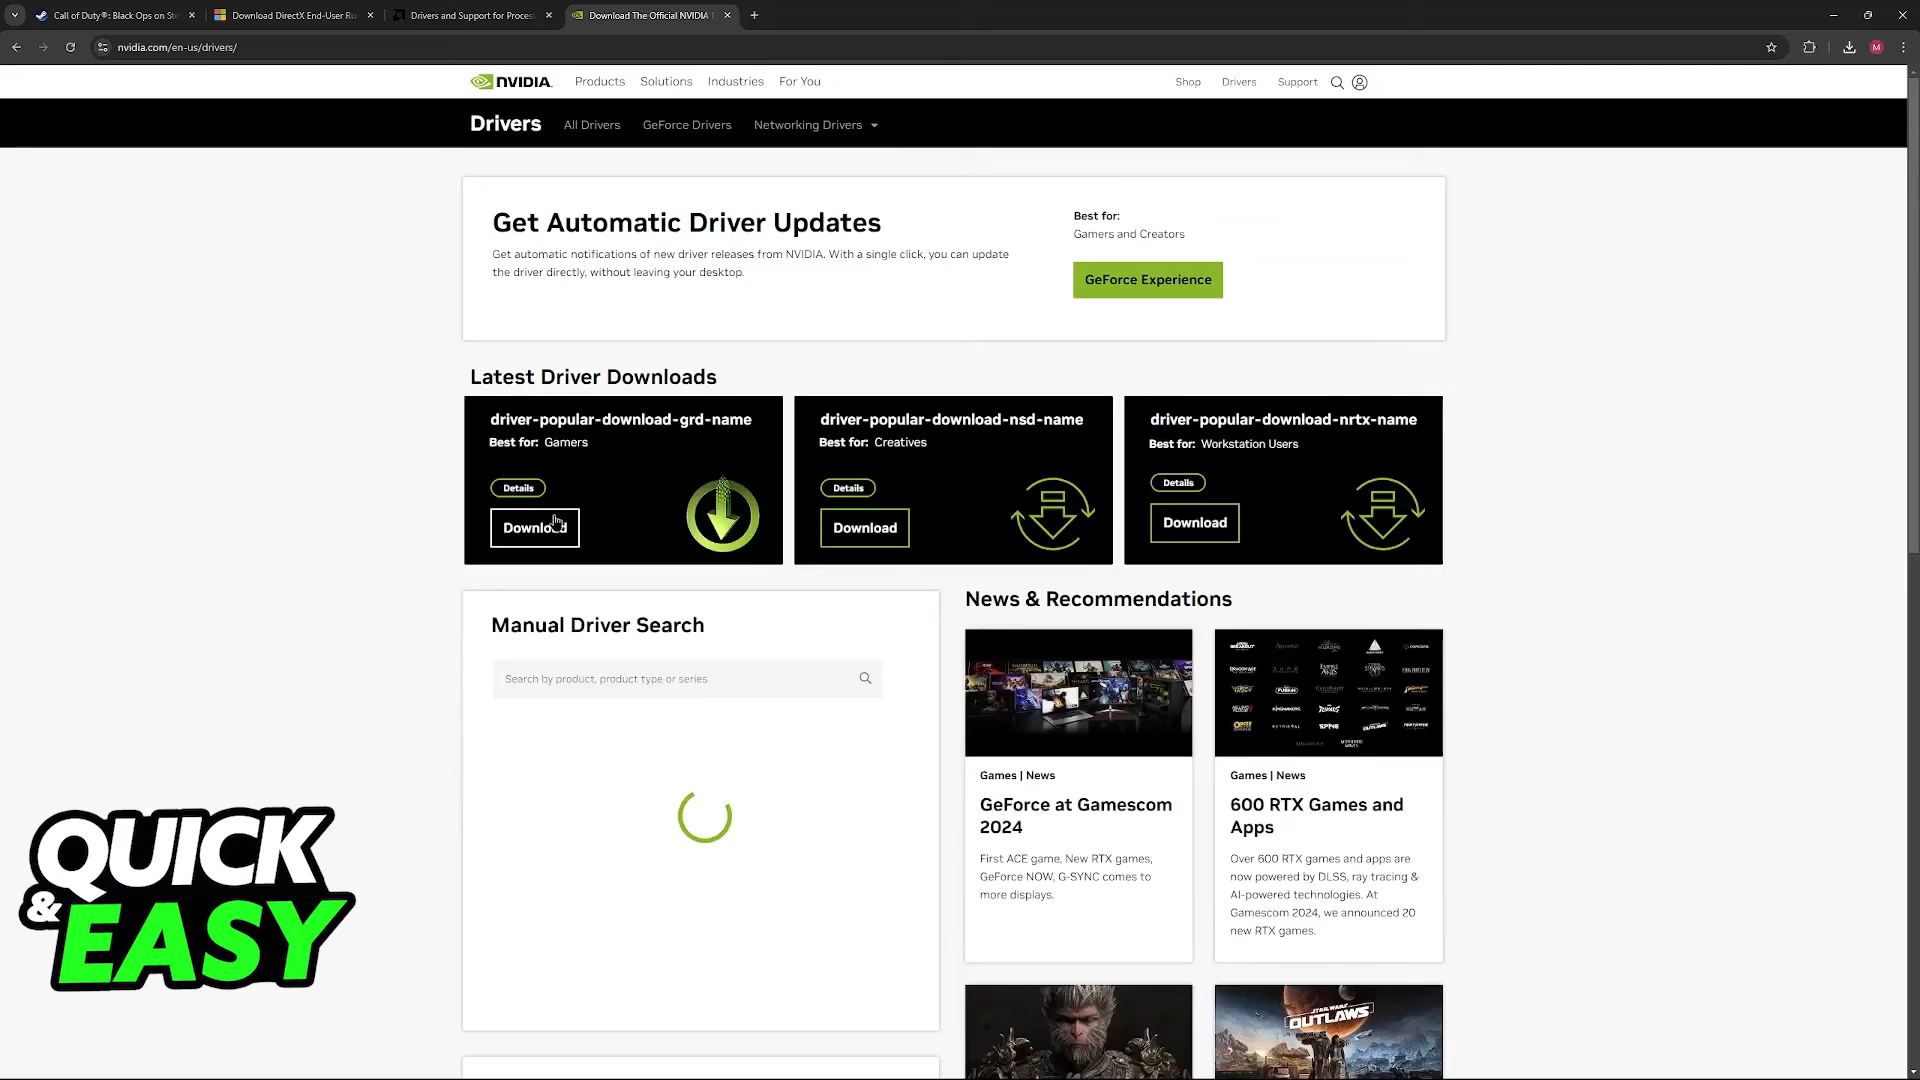 Call of Duty®: Black Ops on Ste
Download DirectX End-User Ru
Drivers and Support for Process
Download The Official NVIDIA
nvidia.com/en-us/drivers/
M
NVIDIA.
Products
Solutions
Industries
For You
Shop
Drivers
Support
Drivers
All Drivers
GeForce Drivers
Networking Drivers
Get Automatic Driver Updates
Get automatic notifications of new driver releases from NVIDIA. With a single click, you can update
the driver directly, without leaving your desktop.
Best for:
Gamers and Creators
GeForce Experience
Latest Driver Downloads
driver-popular-download-grd-name
Best for: Gamers
Details
Download
driver-popular-download-nsd-name
Best for: Creatives
Details
Download
driver-popular-download-nrtx-name
Best for: Workstation Users
Details
Download
Manual Driver Search
Search by product, product type or series
News & Recommendations
Games | News
GeForce at Gamescom
2024
First ACE game, New RTX games,
GeForce NOW, G-SYNC comes to
more displays.
Games | News
600 RTX Games and
Apps
Over 600 RTX games and apps are
now powered by DLSS, ray tracing &
AI-powered technologies. At
Gamescom 2024, we announced 20
new RTX games.
STAR WARS
OUTLAWS
QUICK
& EASY